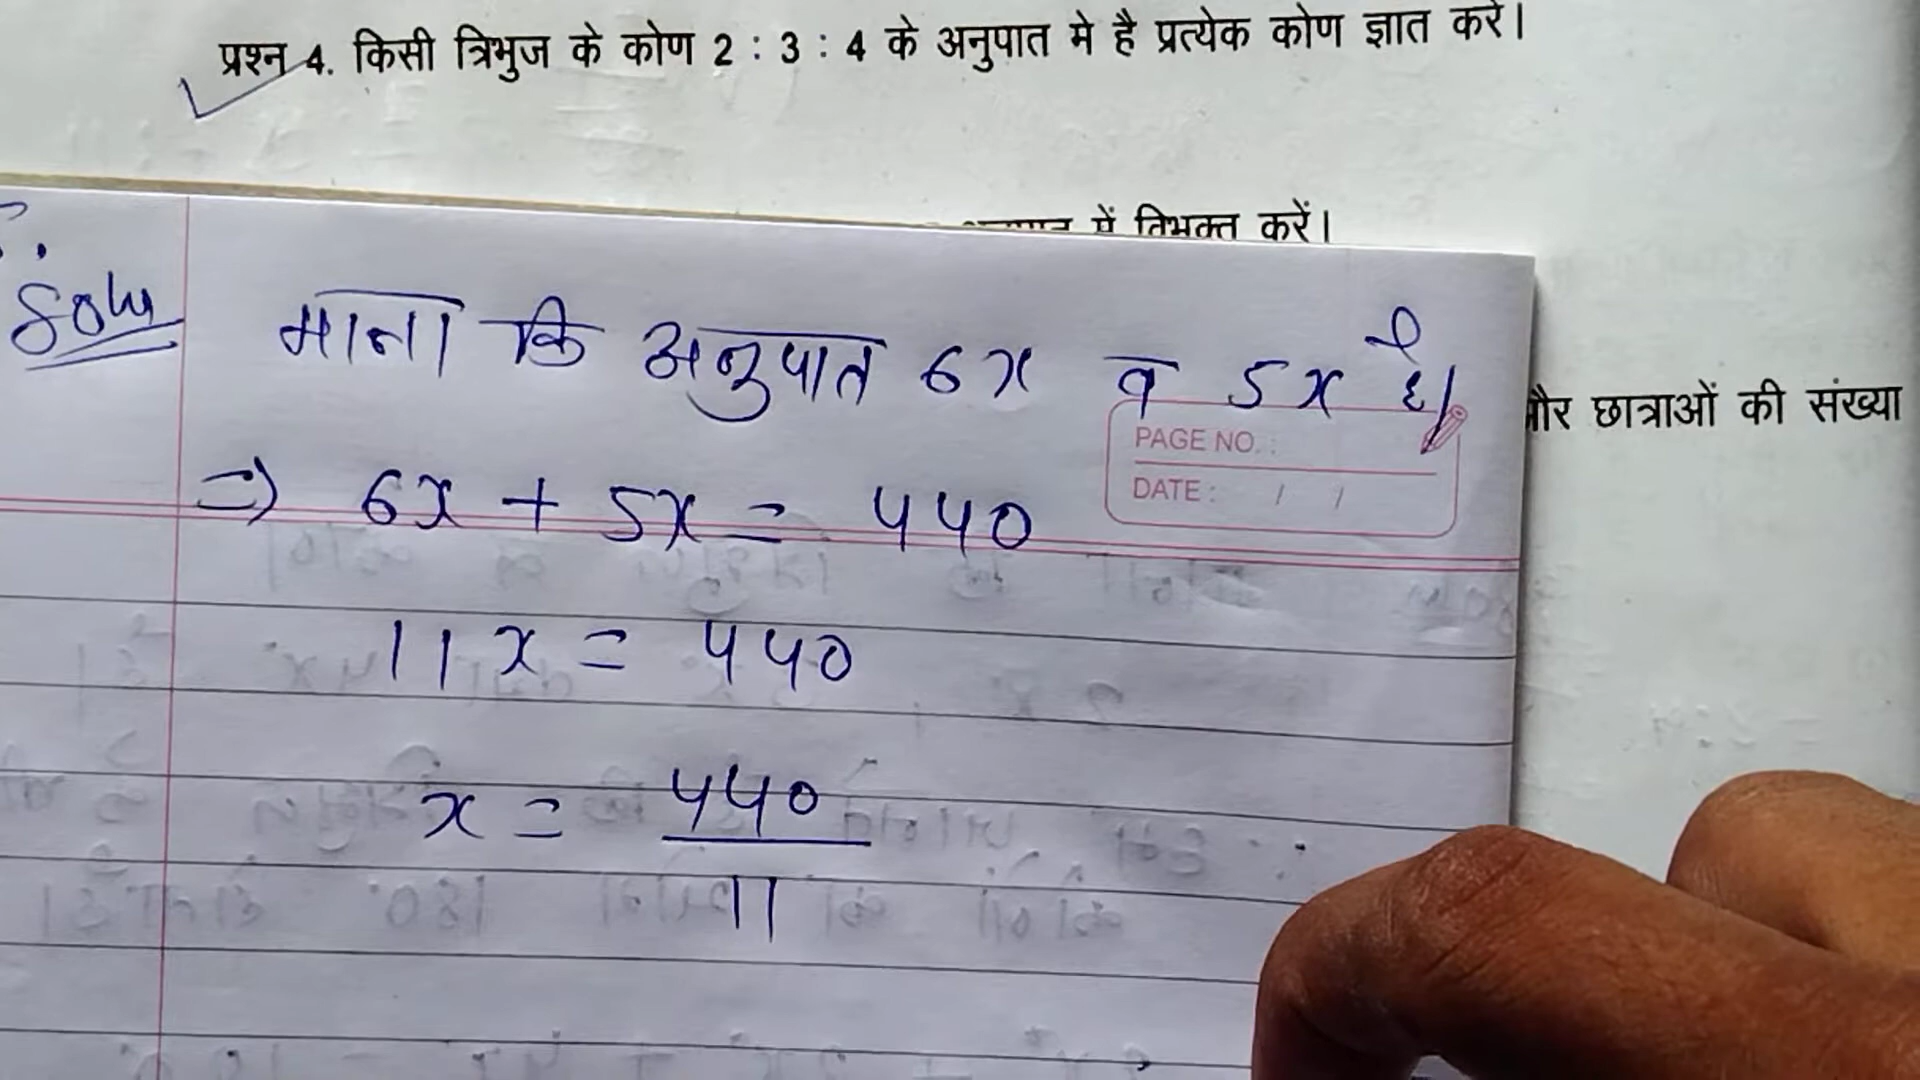 प्रश्न 4. किसी त्रिभुज के कोण 2 : 3 : 4 के अनुपात मे है प्रत्येक कोण ज्ञात करे।
में विभक्त करें।
Solu
माना कि अनुपात 6x व 5x है।
और छात्राओं की संख्या
PAGE NO. :
DATE : / /
=> 6x + 5x = 440
11x = 440
x = 440
11